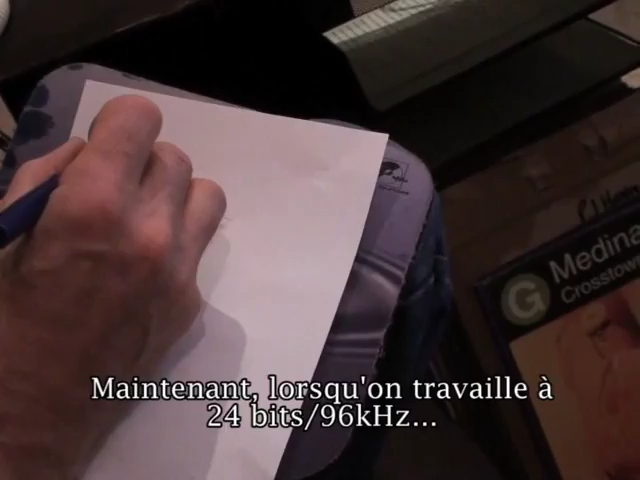 Medina
G Crosstown
Maintenant, lorsqu'on travaille à
24 bits/96kHz...